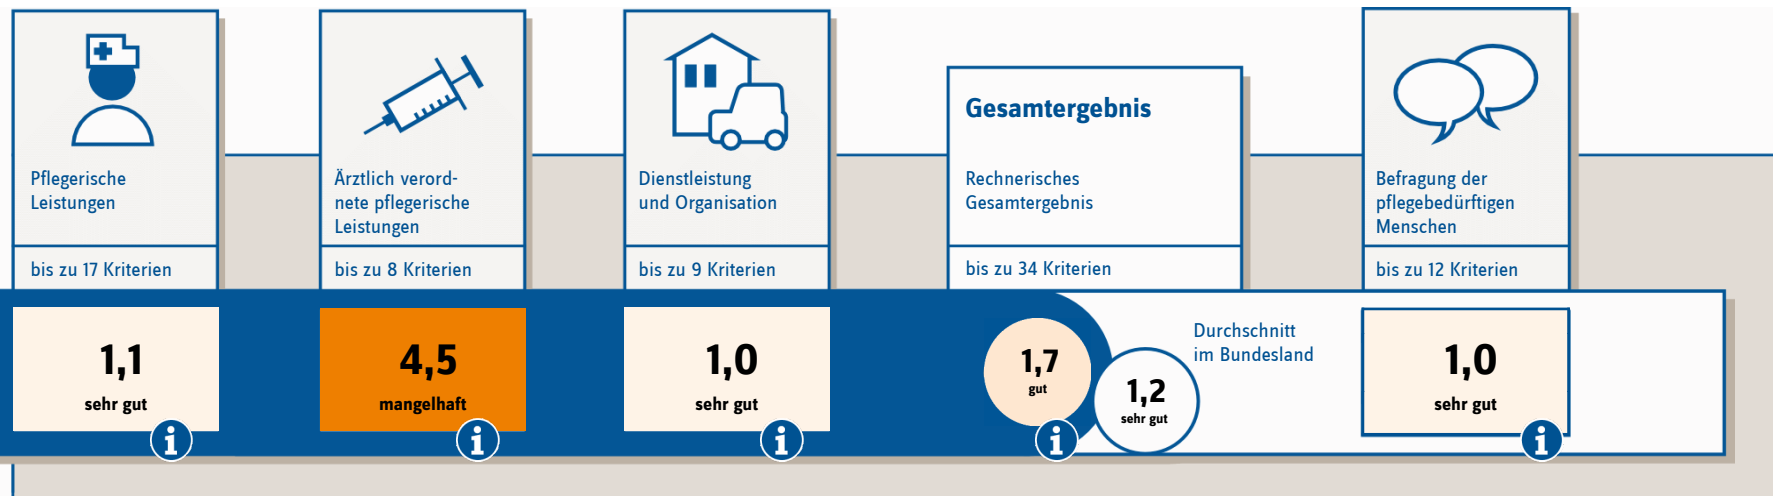 Pflegerische
Leistungen
bis zu 17 Kriterien
1,1
sehr gut
i
Ärztlich verord-
nete pflegerische
Leistungen
bis zu 8 Kriterien
4,5
mangelhaft
i
Dienstleistung
und Organisation
bis zu 9 Kriterien
1,0
sehr gut
i
Gesamtergebnis
Rechnerisches
Gesamtergebnis
bis zu 34 Kriterien
1,7
gut
i
1,2
sehr gut
Durchschnitt
im Bundesland
Befragung der
pflegebedürftigen
Menschen
bis zu 12 Kriterien
1,0
sehr gut
i